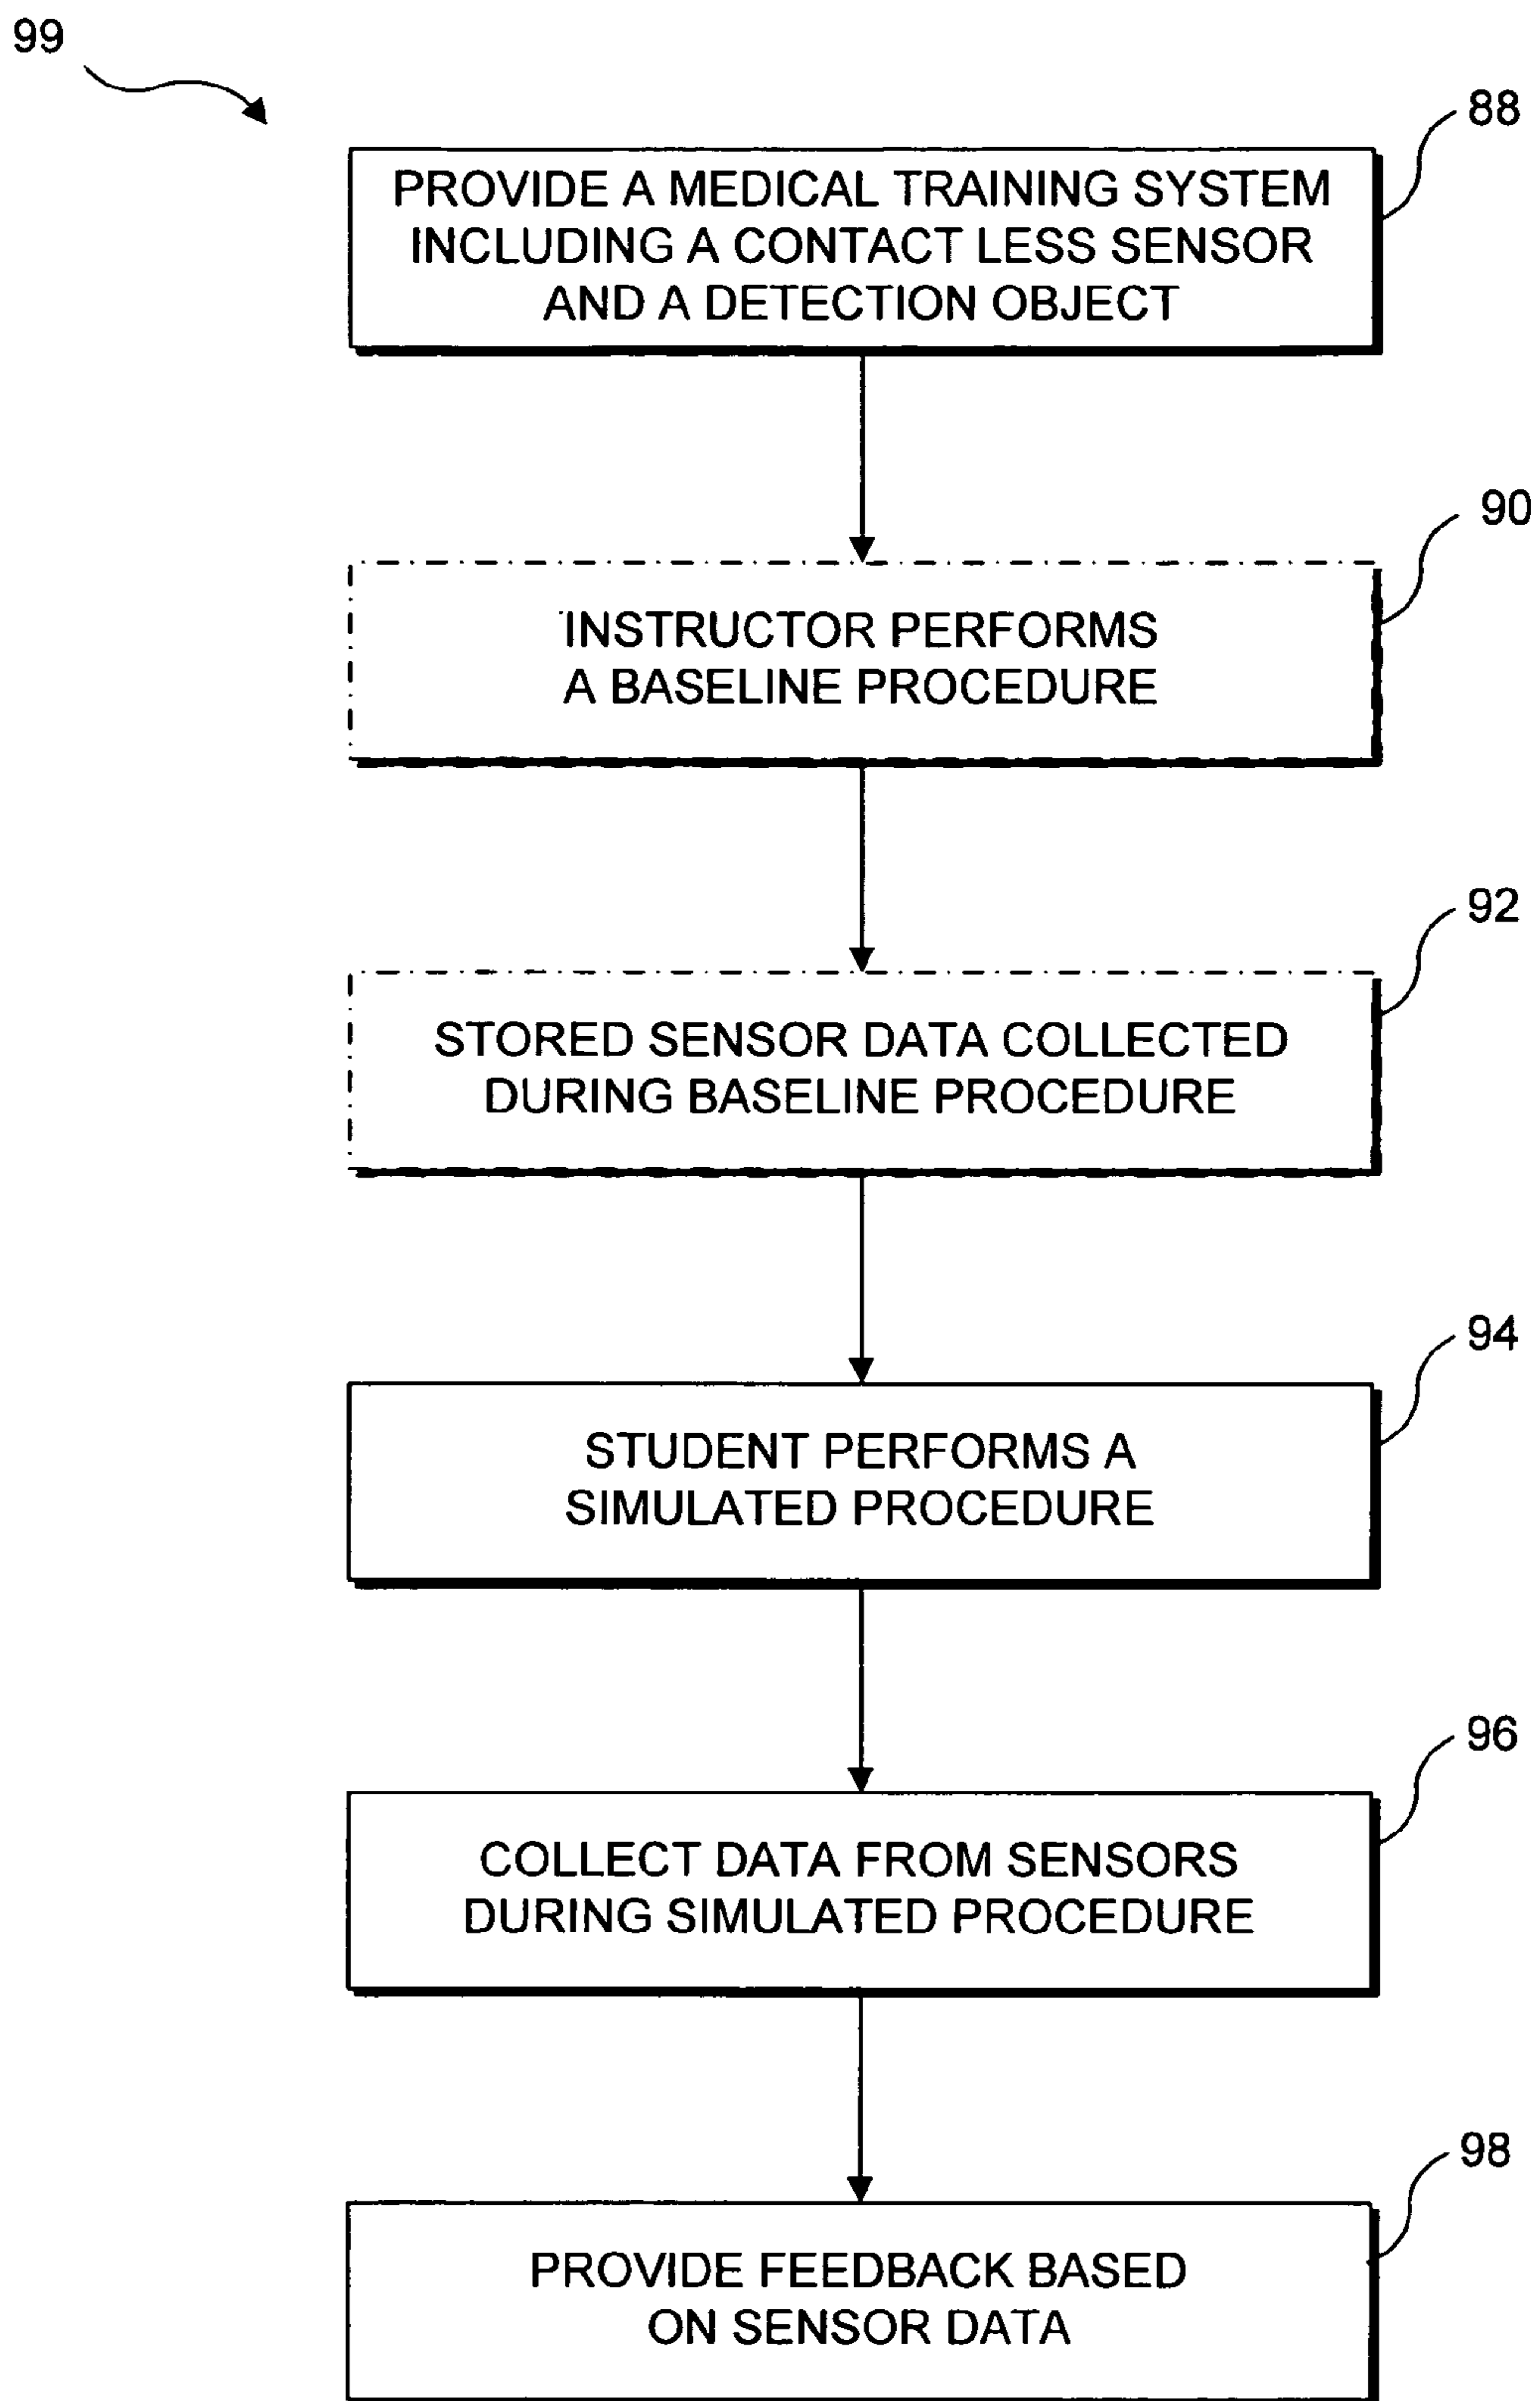 99
88
PROVIDE A MEDICAL TRAINING SYSTEM
INCLUDING A CONTACT LESS SENSOR
AND A DETECTION OBJECT
90
INSTRUCTOR PERFORMS
A BASELINE PROCEDURE
92
STORED SENSOR DATA COLLECTED
DURING BASELINE PROCEDURE
94
STUDENT PERFORMS A
SIMULATED PROCEDURE
96
COLLECT DATA FROM SENSORS
DURING SIMULATED PROCEDURE
98
PROVIDE FEEDBACK BASED
ON SENSOR DATA